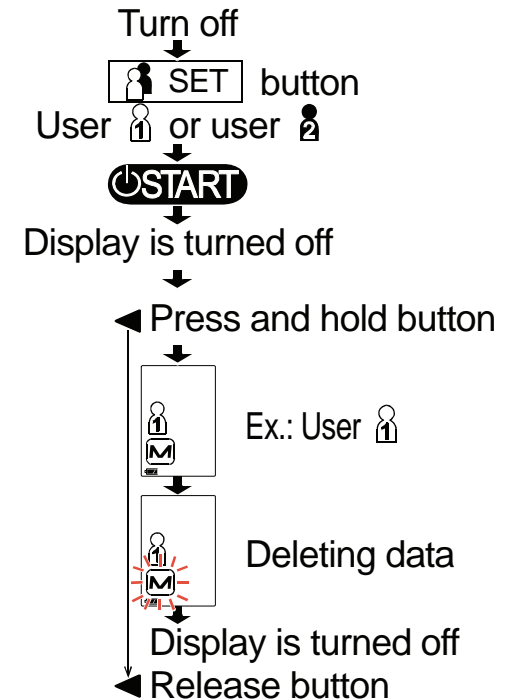 Turn off
SET button
User 1 or user 2
START
Display is turned off
Press and hold button
1
M
Ex.: User 1
1
M
Deleting data
Display is turned off
Release button